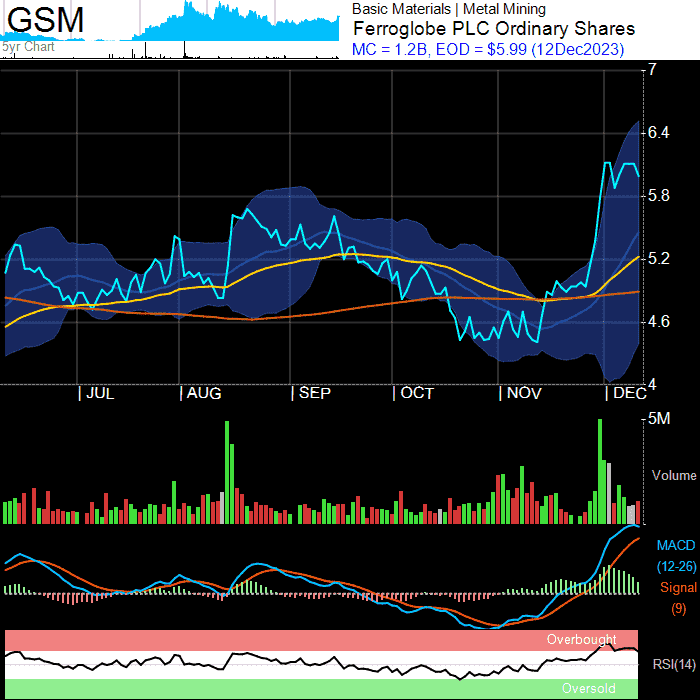 GSM
5yr Chart
Basic Materials | Metal Mining
Ferroglobe PLC Ordinary Shares
MC = 1.2B, EOD = $5.99 (12Dec2023)
7
6.4
5.8
5.2
4.6
4
| JUL | AUG | SEP | OCT | NOV | DEC
5M
Volume
MACD
(12-26)
Signal
(9)
Overbought
RSI(14)
Oversold